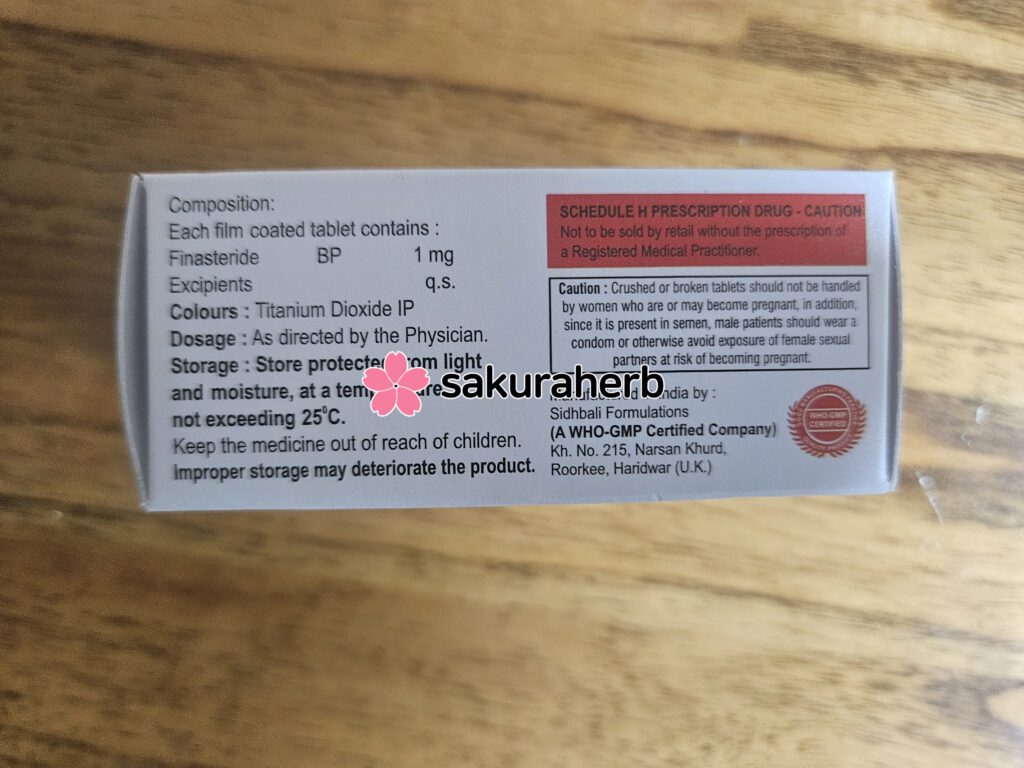 Composition:
Each film coated tablet contains :
Finasteride BP 1 mg
Excipients q.s.
Colours : Titanium Dioxide IP
Dosage : As directed by the Physician.
Storage : Store protected from light
and moisture, at a temperature
not exceeding 25°C.
Keep the medicine out of reach of children.
Improper storage may deteriorate the product.
SCHEDULE H PRESCRIPTION DRUG - CAUTION
Not to be sold by retail without the prescription of
a Registered Medical Practitioner.
Caution : Crushed or broken tablets should not be handled
by women who are or may become pregnant, in addition,
since it is present in semen, male patients should wear a
condom or otherwise avoid exposure of female sexual
partners at risk of becoming pregnant.
sakuraherb
Manufactured India by :
Sidhbali Formulations
(A WHO-GMP Certified Company)
Kh. No. 215, Narsan Khurd,
Roorkee, Haridwar (U.K.)
WHO-GMP
CERTIFIED